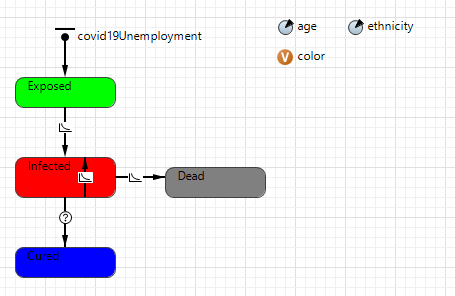 age
ethnicity
covid19Unemployment
V color
Exposed
Infected
Dead
?
Cured